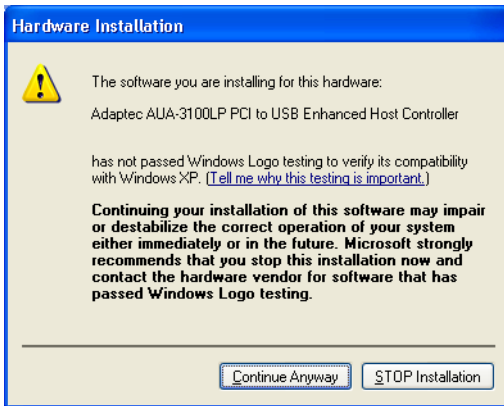 Hardware Installation
The software you are installing for this hardware:
Adaptec AUA-3100LP PCI to USB Enhanced Host Controller
has not passed Windows Logo testing to verify its compatibility
with Windows XP. (Tell me why this testing is important.)
Continuing your installation of this software may impair
or destabilize the correct operation of your system
either immediately or in the future. Microsoft strongly
recommends that you stop this installation now and
contact the hardware vendor for software that has
passed Windows Logo testing.
Continue Anyway
STOP Installation